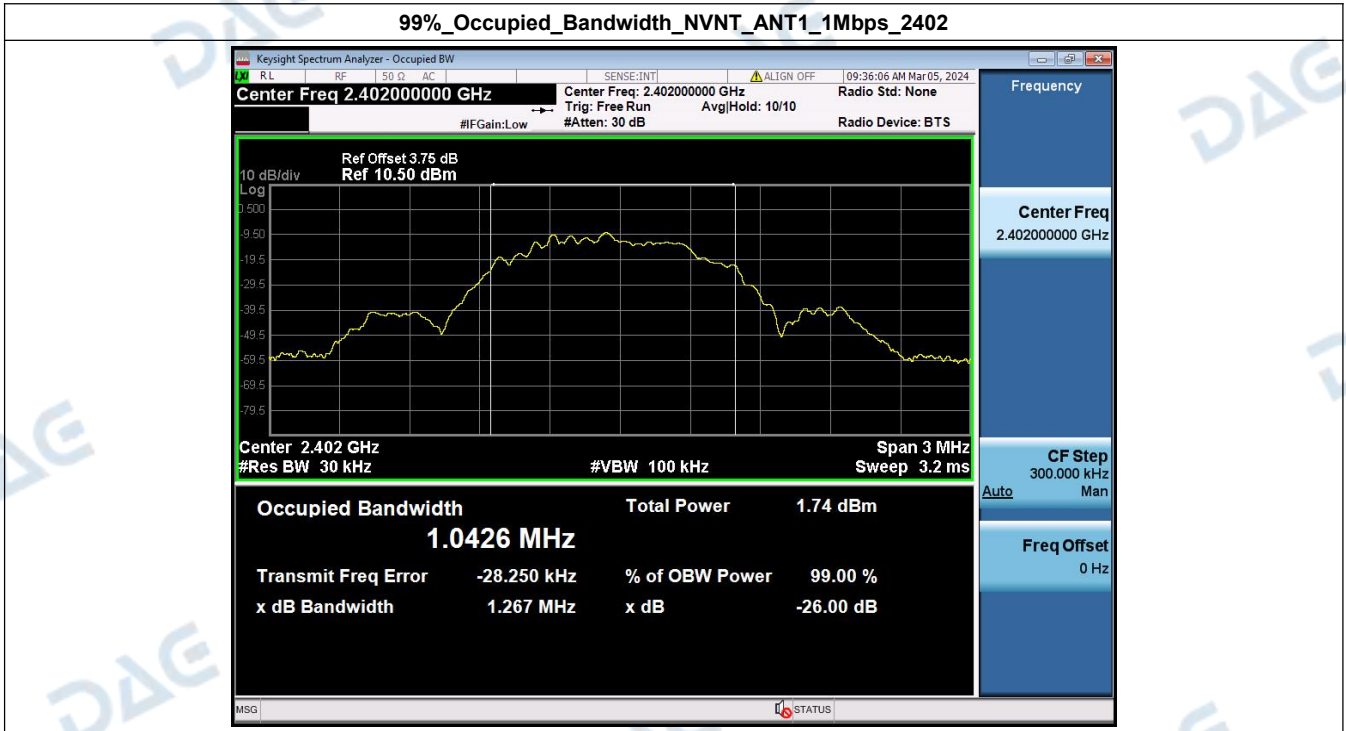 99%_Occupied_Bandwidth_NVNT_ANT1_1Mbps_2402
Keysight Spectrum Analyzer - Occupied BW
LXI RL RF 50 Ω AC SENSE:INT ALIGN OFF 09:36:06 AM Mar 05, 2024
Center Freq 2.402000000 GHz
Center Freq: 2.402000000 GHz Radio Std: None
Trig: Free Run Avg|Hold: 10/10
#IFGain:Low #Atten: 30 dB Radio Device: BTS
Ref Offset 3.75 dB
10 dB/div Ref 10.50 dBm
Log
0.500
-9.50
-19.5
-29.5
-39.5
-49.5
-59.5
-69.5
-79.5
Center 2.402 GHz Span 3 MHz
#Res BW 30 kHz #VBW 100 kHz Sweep 3.2 ms
Occupied Bandwidth Total Power 1.74 dBm
1.0426 MHz
Transmit Freq Error -28.250 kHz % of OBW Power 99.00 %
x dB Bandwidth 1.267 MHz x dB -26.00 dB
MSG STATUS
Frequency
Center Freq
2.402000000 GHz
CF Step
300.000 kHz
Auto Man
Freq Offset
0 Hz
DAG
DAG
DAG